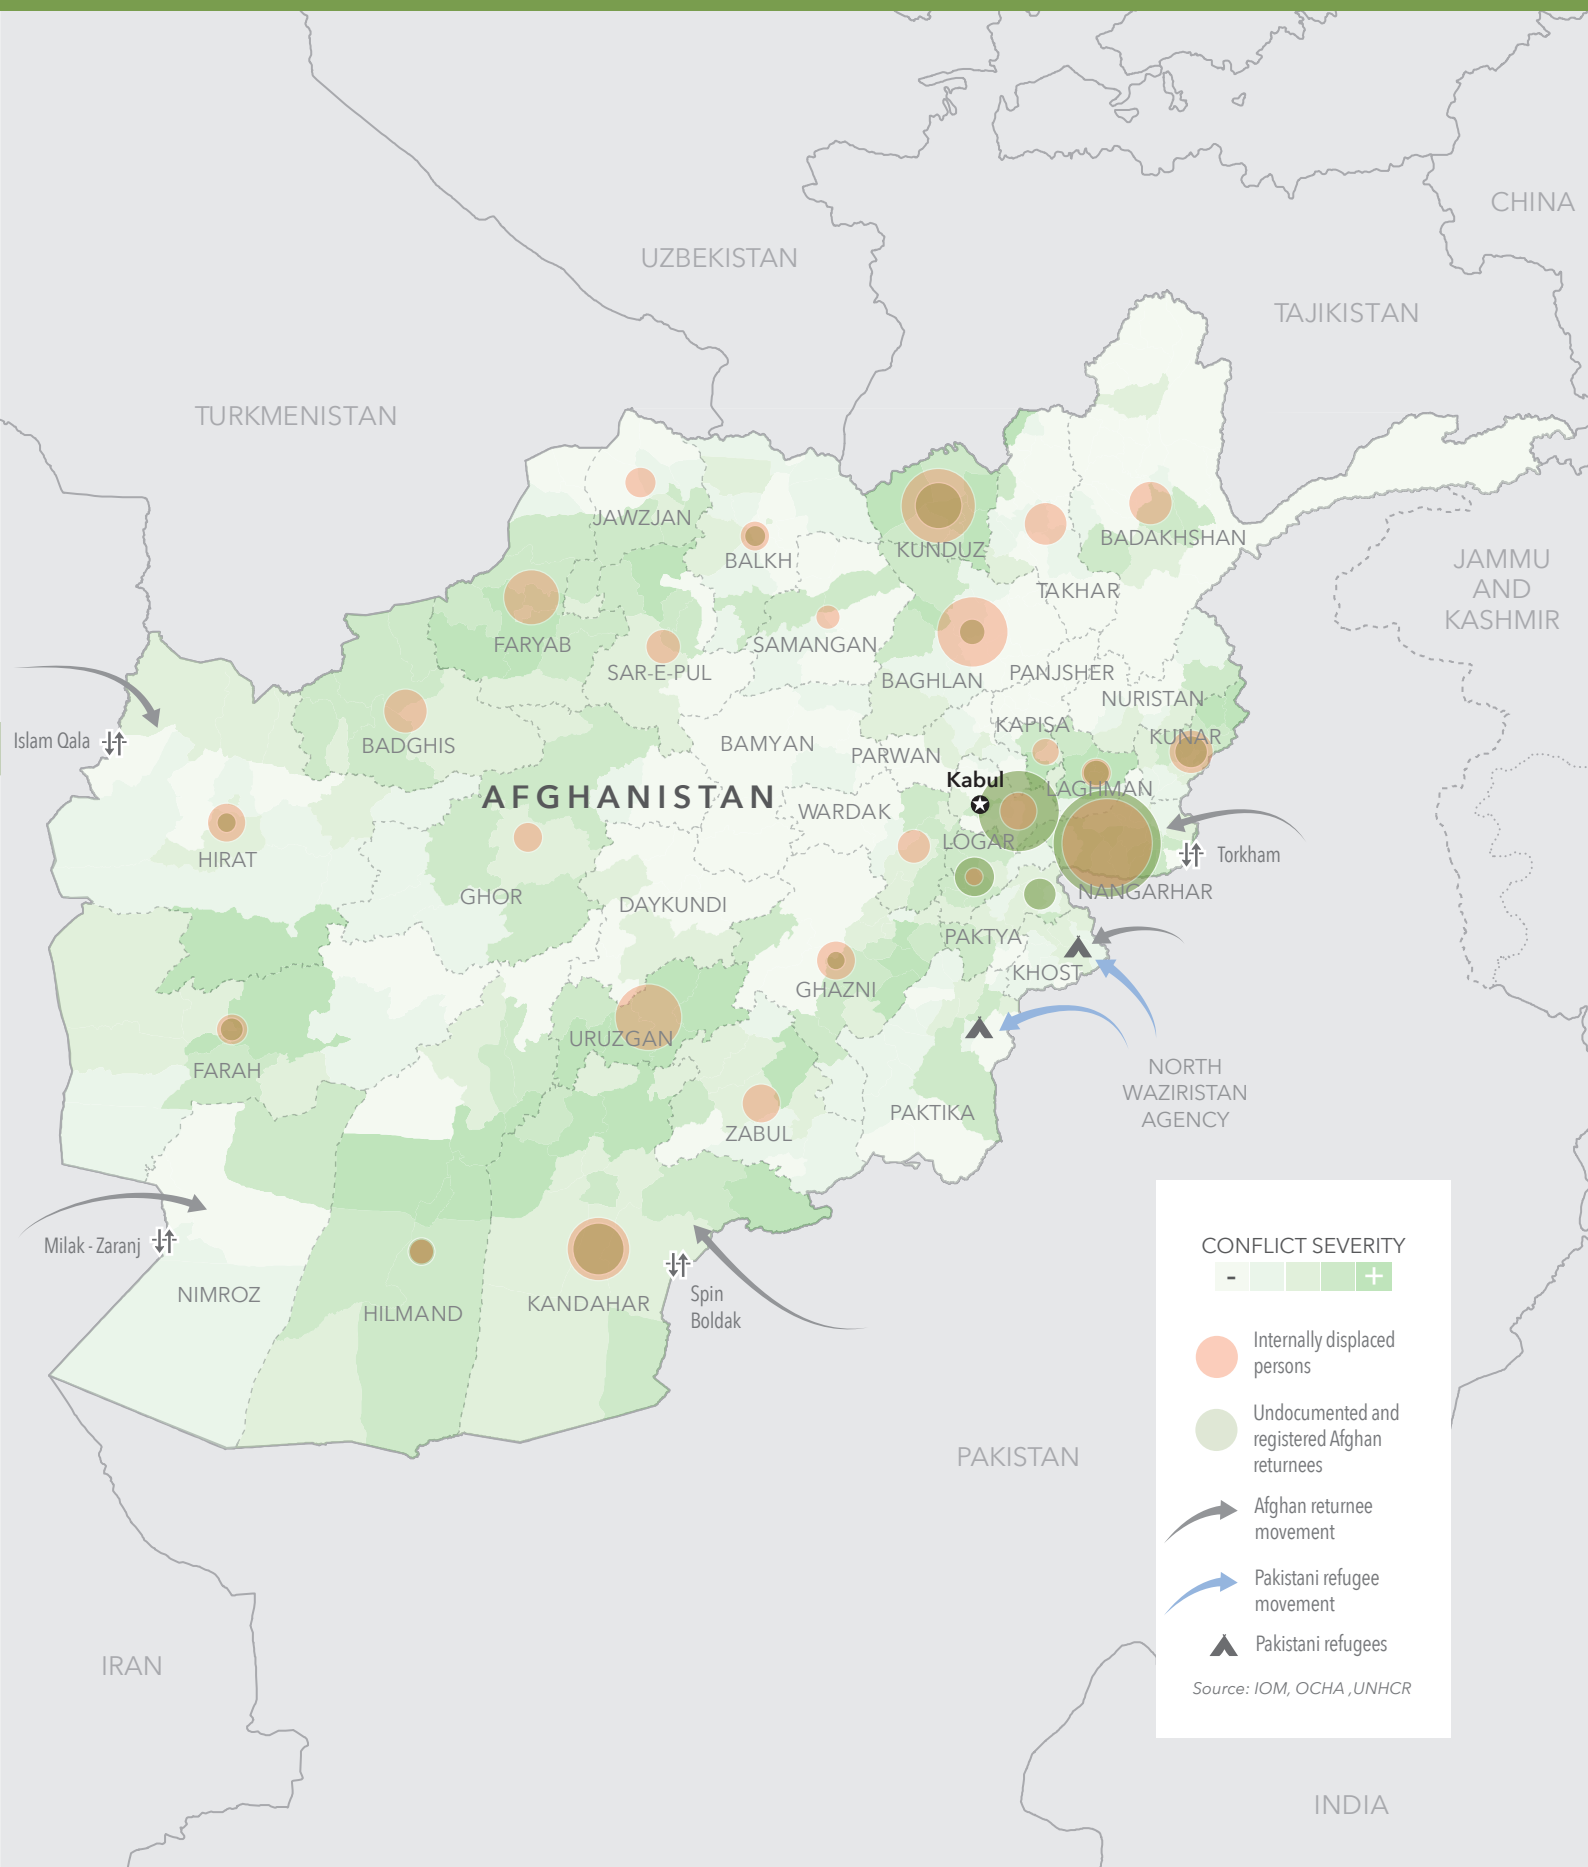 CHINA
UZBEKISTAN
TAJIKISTAN
TURKMENISTAN
JAWZJAN
BALKH
KUNDUZ
BADAKHSHAN
JAMMU
AND
KASHMIR
TAKHAR
FARYAB
SAR-E-PUL
SAMANGAN
BAGHLAN
PANJSHER
NURISTAN
Islam Qala
BADGHIS
BAMYAN
PARWAN
KAPISA
KUNAR
AFGHANISTAN
Kabul
LAGHMAN
WARDAK
LOGAR
HIRAT
Torkham
GHOR
DAYKUNDI
NANGARHAR
PAKTYA
KHOST
GHAZNI
URUZGAN
FARAH
NORTH
WAZIRISTAN
AGENCY
PAKTIKA
ZABUL
Milak - Zaranj
NIMROZ
HILMAND
KANDAHAR
Spin
Boldak
PAKISTAN
IRAN
INDIA
CONFLICT SEVERITY
- +
Internally displaced
persons
Undocumented and
registered Afghan
returnees
Afghan returnee
movement
Pakistani refugee
movement
Pakistani refugees
Source: IOM, OCHA ,UNHCR